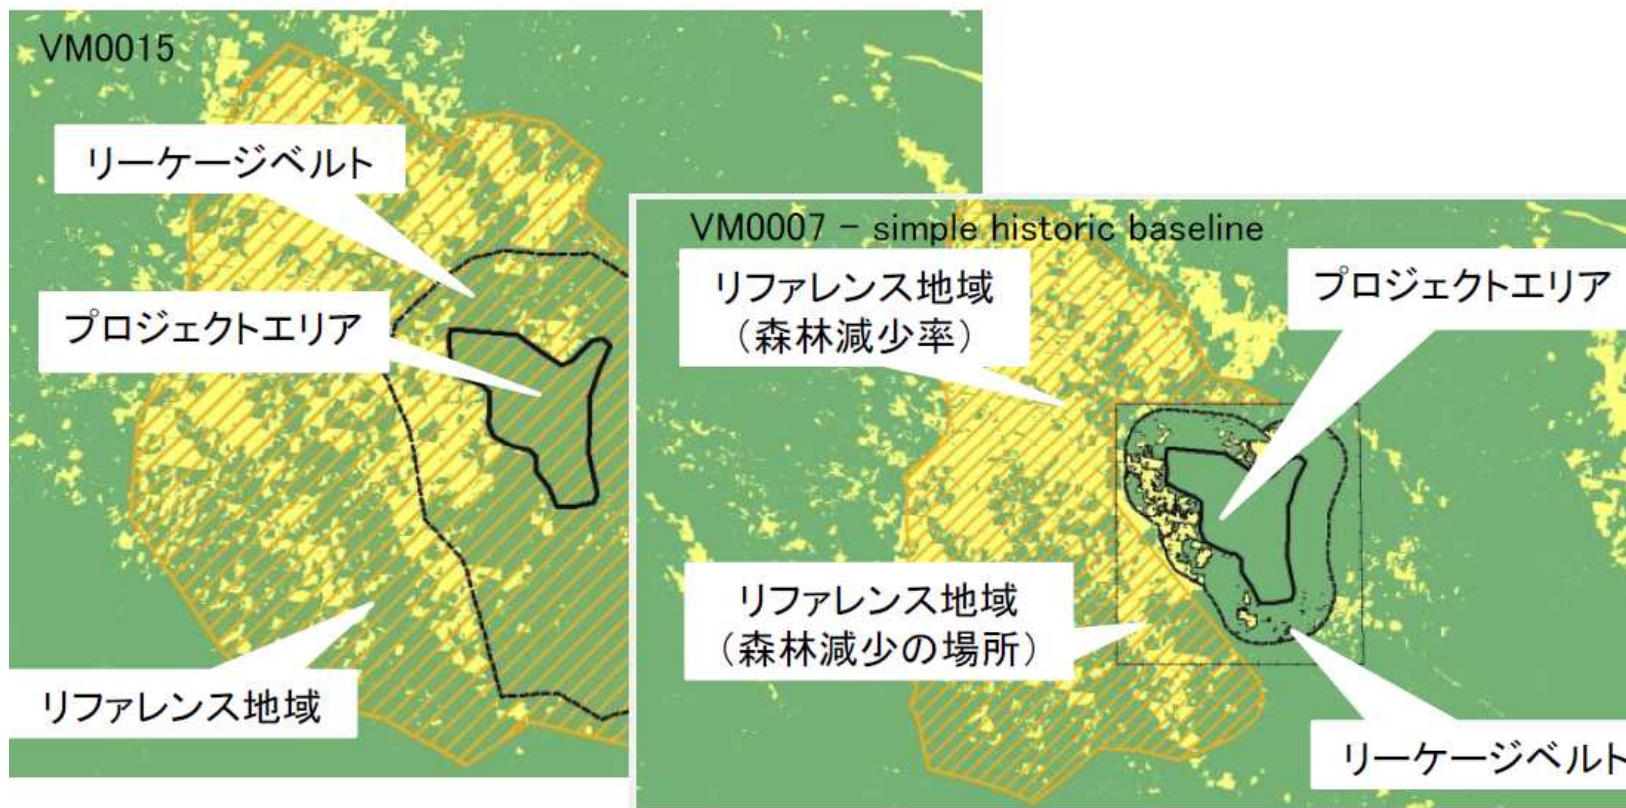 VM0015
リーケージベルト
プロジェクトエリア
リファレンス地域
VM0007 – simple historic baseline
リファレンス地域
（森林減少率）
プロジェクトエリア
リファレンス地域
（森林減少の場所）
リーケージベルト